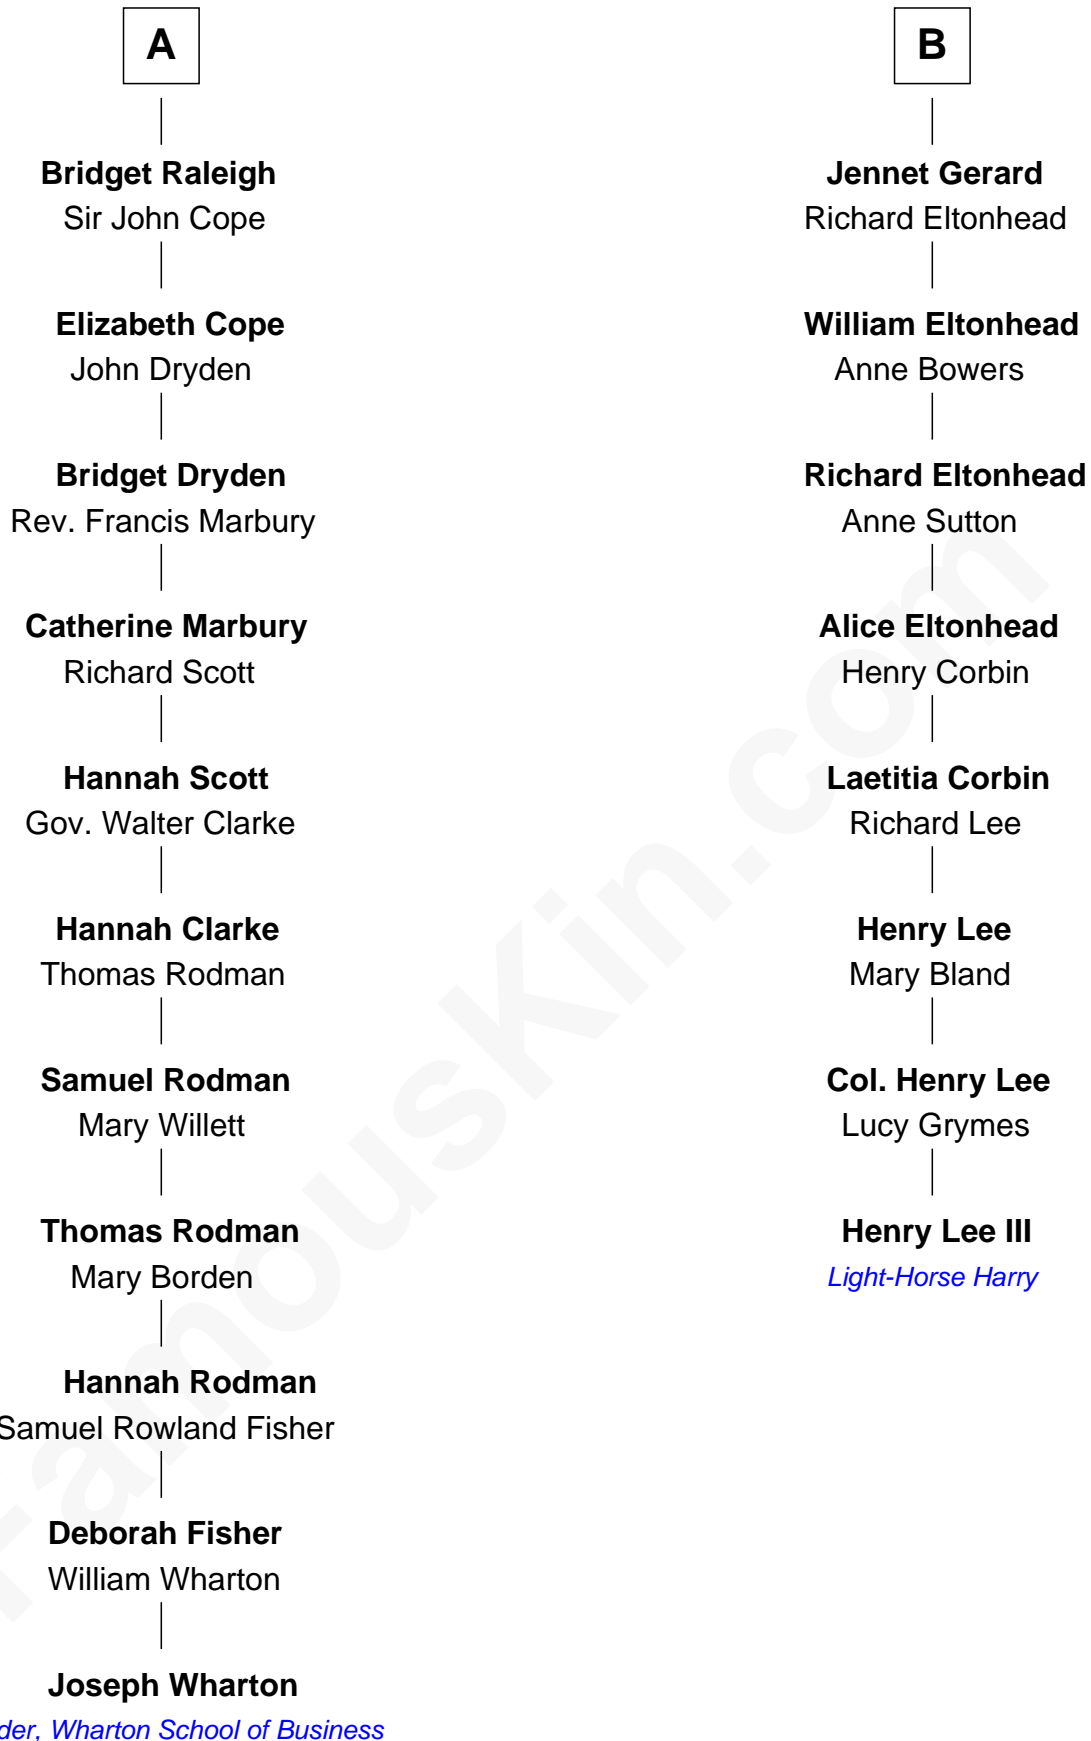 A
Bridget Raleigh
Sir John Cope
Elizabeth Cope
John Dryden
Bridget Dryden
Rev. Francis Marbury
Catherine Marbury
Richard Scott
Hannah Scott
Gov. Walter Clarke
Hannah Clarke
Thomas Rodman
Samuel Rodman
Mary Willett
Thomas Rodman
Mary Borden
Hannah Rodman
Samuel Rowland Fisher
Deborah Fisher
William Wharton
Joseph Wharton
der, Wharton School of Business
B
Jennet Gerard
Richard Eltonhead
William Eltonhead
Anne Bowers
Richard Eltonhead
Anne Sutton
Alice Eltonhead
Henry Corbin
Laetitia Corbin
Richard Lee
Henry Lee
Mary Bland
Col. Henry Lee
Lucy Grymes
Henry Lee III
Light-Horse Harry
FamousKin.com